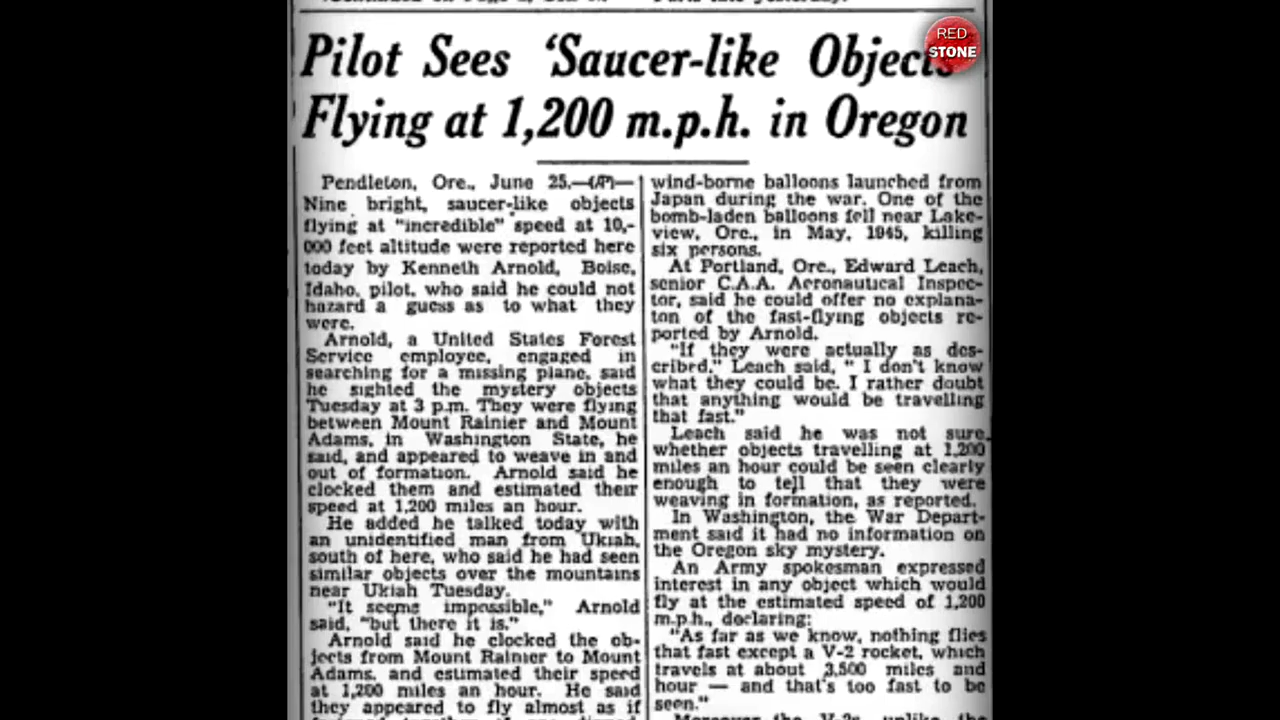 Pilot Sees 'Saucer-like Objects
Flying at 1,200 m.p.h. in Oregon
RED
STONE
Pendleton, Ore., June 25.—(AP)—
Nine bright, saucer-like objects
flying at "incredible" speed at 10,-
000 feet altitude were reported here
today by Kenneth Arnold, Boise,
Idaho, pilot, who said he could not
hazard a guess as to what they
were.
Arnold, a United States Forest
Service employee, engaged in
searching for a missing plane, said
he sighted the mystery objects
Tuesday at 3 p.m. They were flying
between Mount Rainier and Mount
Adams, in Washington State, he
said, and appeared to weave in and
out of formation. Arnold said he
clocked them and estimated their
speed at 1,200 miles an hour.
He added he talked today with
an unidentified man from Ukiah,
south of here, who said he had seen
similar objects over the mountains
near Ukiah Tuesday.
"It seems impossible," Arnold
said, "but there it is."
Arnold said he clocked the ob-
jects from Mount Rainier to Mount
Adams, and estimated their speed
at 1,200 miles an hour. He said
they appeared to fly almost as if
wind-borne balloons launched from
Japan during the war. One of the
bomb-laden balloons fell near Lake-
view, Ore., in May, 1945, killing
six persons.
At Portland, Ore., Edward Leach,
senior C.A.A. Aeronautical Inspec-
tor, said he could offer no explana-
ton of the fast-flying objects re-
ported by Arnold.
"If they were actually as des-
cribed," Leach said, " I don't know
what they could be. I rather doubt
that anything would be travelling
that fast."
Leach said he was not sure
whether objects travelling at 1,200
miles an hour could be seen clearly
enough to tell that they were
weaving in formation, as reported.
In Washington, the War Depart-
ment said it had no information on
the Oregon sky mystery.
An Army spokesman expressed
interest in any object which would
fly at the estimated speed of 1,200
m.p.h., declaring:
"As far as we know, nothing flies
that fast except a V-2 rocket, which
travels at about 3,500 miles and
hour — and that's too fast to be
seen."